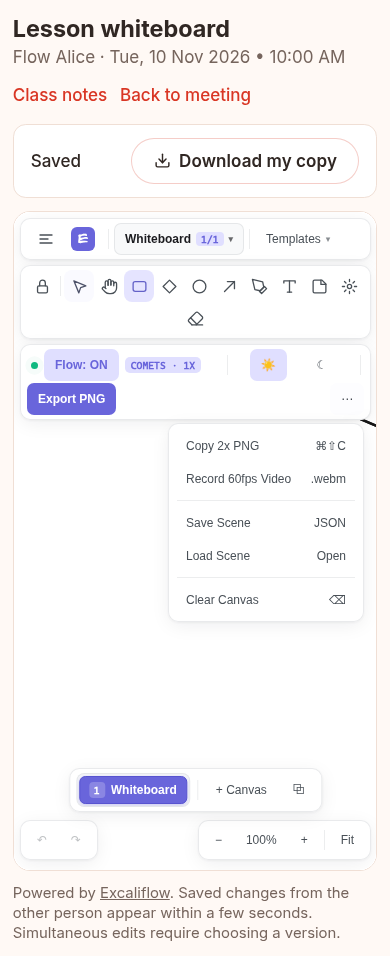 Lesson whiteboard
Flow Alice · Tue, 10 Nov 2026 • 10:00 AM
Class notes Back to meeting
Saved Download my copy
Whiteboard 1/1 ▾ Templates ▾
Flow: ON COMETS · 1X
Export PNG ...
Copy 2x PNG ⌘⇧C
Record 60fps Video .webm
Save Scene JSON
Load Scene Open
Clear Canvas ⌫
1 Whiteboard + Canvas
− 100% + Fit
Powered by Excaliflow. Saved changes from the
other person appear within a few seconds.
Simultaneous edits require choosing a version.